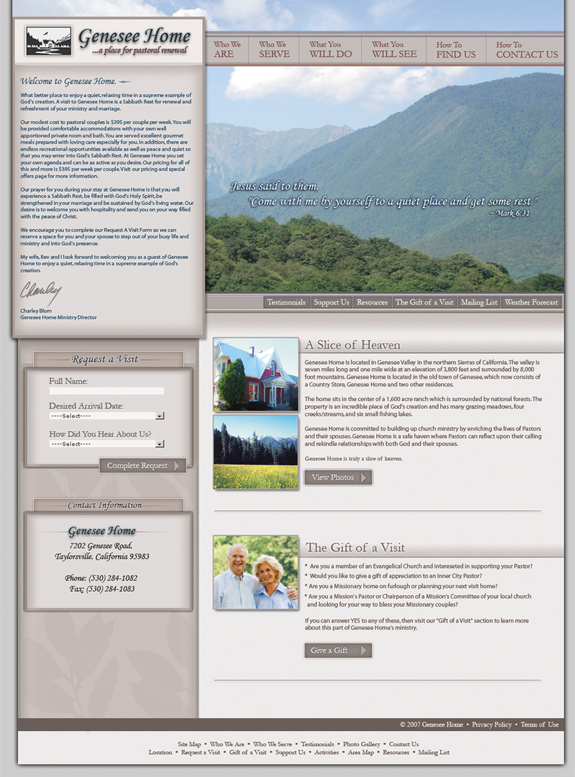 Genesee Home
...a place for pastoral renewal
Who We ARE
Who We SERVE
What You WILL DO
What You WILL SEE
How To FIND US
How To CONTACT US
Welcome to Genesee Home.
What better place to enjoy a quiet, relaxing time in a supreme example of
God's creation. A visit to Genesee Home is a Sabbath Rest for renewal and
refreshment of your ministry and marriage.
Our modest cost to pastoral couples is $395 per couple per week. You will
be provided comfortable accommodations with your own well
apportioned private room and bath. You are served excellent gourmet
meals prepared with loving care especially for you. In addition, there are
endless recreational opportunities available as well as peace and quiet so
that you may enter into God's Sabbath Rest. At Genesee you set
your own agenda and can be as active as you desire. Our pricing for all of
this and more is $395 per week per couple. Visit our pricing and special
offers page for more information.
Our prayer for you during your stay at Genesee Home is that you will
experience a Sabbath Rest, be filled with God's Holy Spirit, be
strengthened in your marriage and be sustained by God's living water. Our
desire is to welcome you with hospitality and send you on your way filled
with the peace of Christ.
We encourage you to complete our Request A Visit Form so we can
reserve a space for you and your spouse to step out of your busy life and
ministry and into God's presence.
My wife, Bev and I look forward to welcoming you as a guest of Genesee
Home to enjoy a quiet, relaxing time in a supreme example of God's
creation.
Charley
Charley Blom
Genesee Home Ministry Director
Jesus said to them,
"Come with me by yourself to a quiet place and get some rest."
~ Mark 6:31
Testimonials
Support Us
Resources
The Gift of a Visit
Mailing List
Weather Forecast
Request a Visit
Full Name:
Desired Arrival Date:
----Select----
How Did You Hear About Us?
----Select----
Complete Request
Contact Information
Genesee Home
7202 Genesee Road,
Taylorsville, California 95983
Phone: (530) 284-1082
Fax: (530) 284-1083
A Slice of Heaven
Genesee Home is located in Genesee Valley in the northern Sierras of California. The valley is
seven miles long and one mile wide at an elevation of 3,800 feet and surrounded by 8,000
foot mountains. Genesee Home is located in the old town of Genesee, which now consists of
a Country Store, Genesee Home and two other residences.
The home sits in the center of a 1,600 acre ranch which is surrounded by national forests. The
property is an incredible piece of God's creation and has many grazing meadows, four
creeks/streams, and six small fishing lakes.
Genesee Home is committed to building up church ministry by enriching the lives of Pastors
and their spouses. Genesee Home is a safe haven where Pastors can reflect upon their calling
and rekindle relationships with both God and their spouses.
Genesee Home is truly a slice of heaven.
View Photos
The Gift of a Visit
* Are you a member of an Evangelical Church and intereseted in supporting your Pastor?
* Would you like to give a gift of appreciation to an Inner City Pastor?
* Are you a Missionary home on furlough or planning your next visit home?
* Are you a Mission's Pastor or Chairperson of a Mission's Committee of your local church
and looking for your way to bless your Missionary couples?
If you can answer YES to any of these, then visit our "Gift of a Visit" section to learn more
about this part of Genesee Home's ministry.
Give a Gift
© 2007 Genesee Home • Privacy Policy • Terms of Use
Site Map • Who We Are • Who We Serve • Testimonials • Photo Gallery • Contact Us
Location • Request a Visit • Gift of a Visit • Support Us • Activities • Area Map • Resources • Mailing List